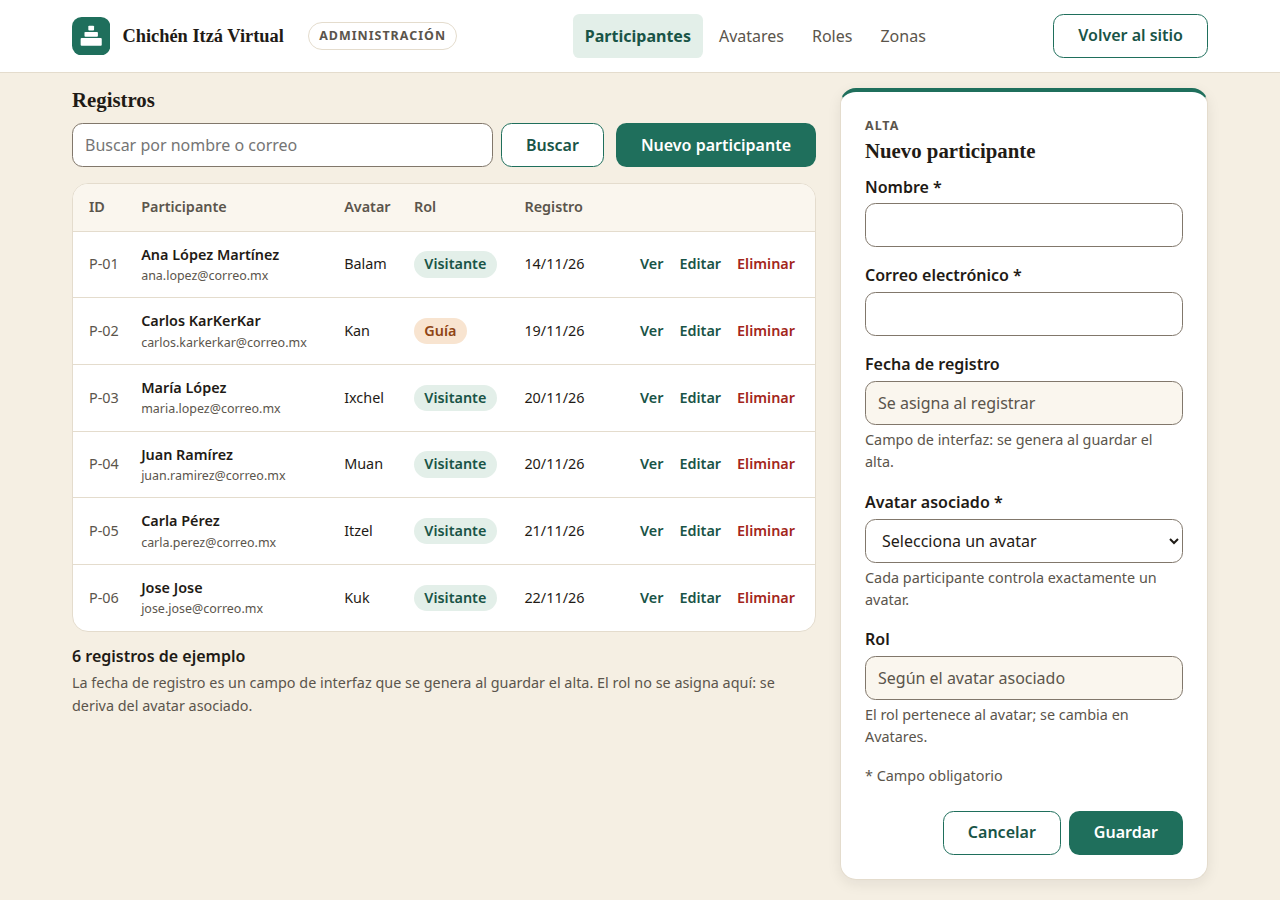 Chichén Itzá Virtual
ADMINISTRACIÓN
Participantes
Avatares
Roles
Zonas
Volver al sitio
Registros
Buscar por nombre o correo
Buscar
Nuevo participante
ID Participante Avatar Rol Registro
P-01 Ana López Martínez Balam Visitante 14/11/26 Ver Editar Eliminar
ana.lopez@correo.mx
P-02 Carlos KarKerKar Kan Guía 19/11/26 Ver Editar Eliminar
carlos.karkerkar@correo.mx
P-03 María López Ixchel Visitante 20/11/26 Ver Editar Eliminar
maria.lopez@correo.mx
P-04 Juan Ramírez Muan Visitante 20/11/26 Ver Editar Eliminar
juan.ramirez@correo.mx
P-05 Carla Pérez Itzel Visitante 21/11/26 Ver Editar Eliminar
carla.perez@correo.mx
P-06 Jose Jose Kuk Visitante 22/11/26 Ver Editar Eliminar
jose.jose@correo.mx
6 registros de ejemplo
La fecha de registro es un campo de interfaz que se genera al guardar el alta. El rol no se asigna aquí: se
deriva del avatar asociado.
ALTA
Nuevo participante
Nombre *
Correo electrónico *
Fecha de registro
Se asigna al registrar
Campo de interfaz: se genera al guardar el
alta.
Avatar asociado *
Selecciona un avatar
Cada participante controla exactamente un
avatar.
Rol
Según el avatar asociado
El rol pertenece al avatar; se cambia en
Avatares.
* Campo obligatorio
Cancelar
Guardar